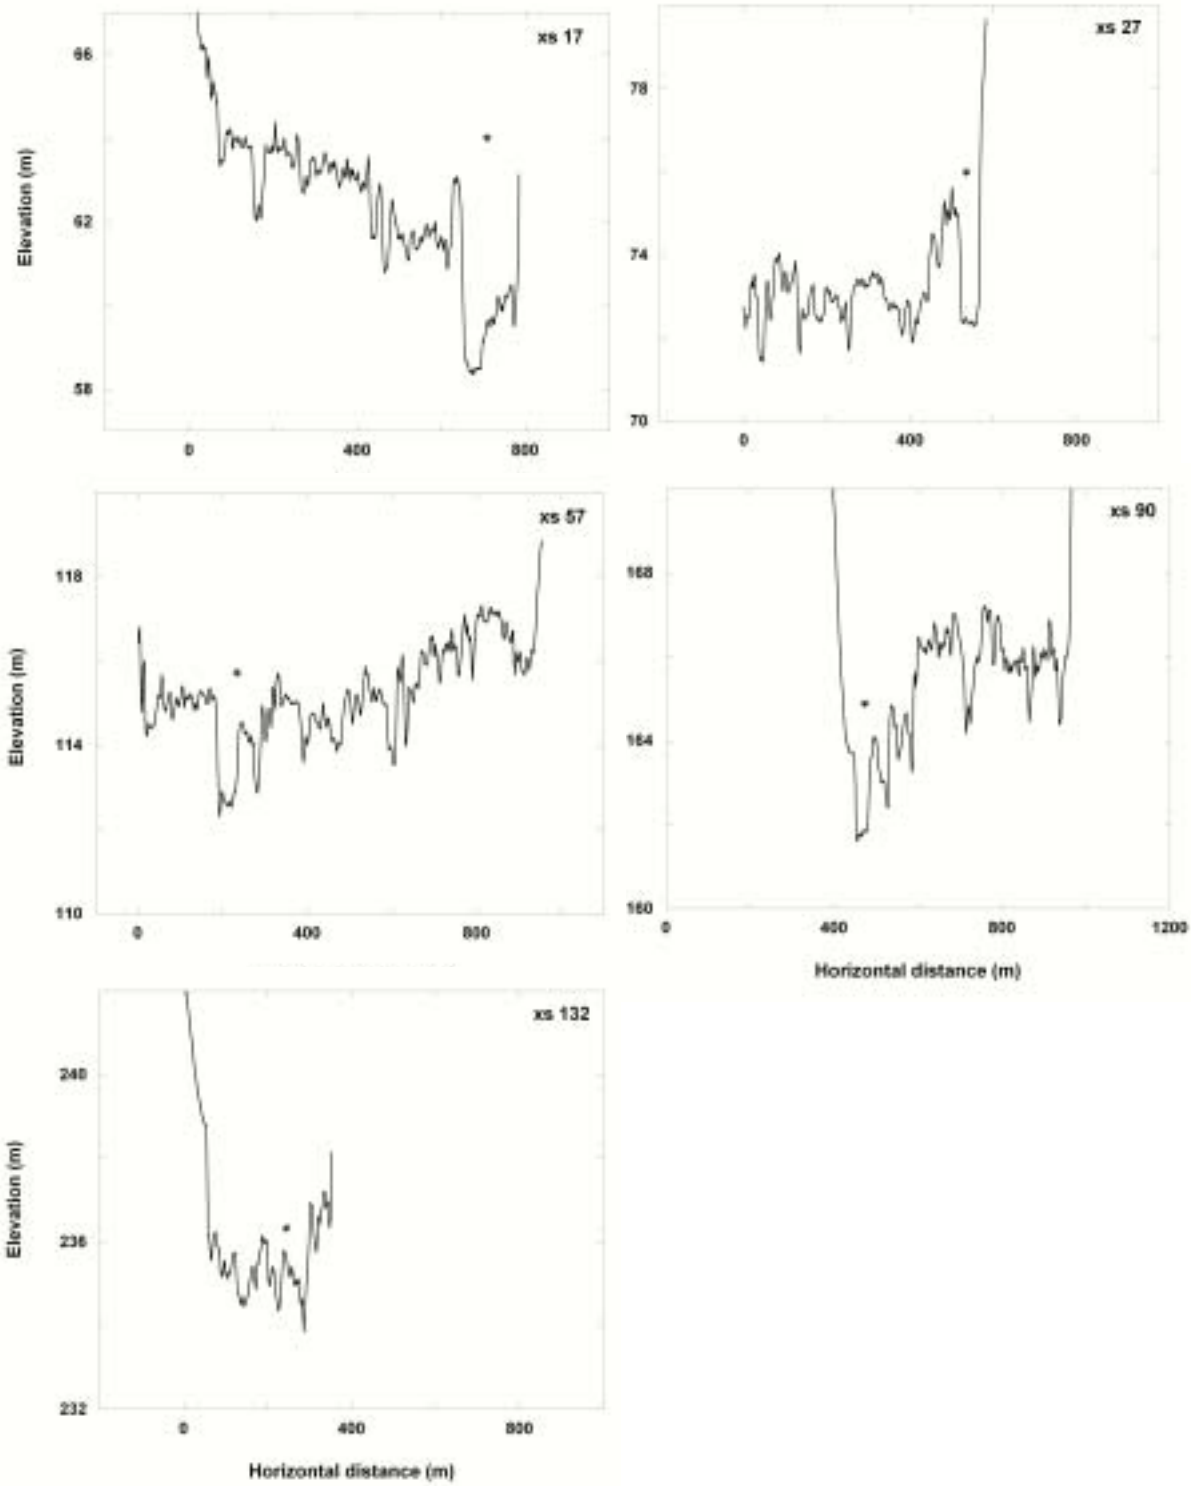 xs 17
66
62
58
Elevation (m)
0 400 800
xs 27
78
74
70
0 400 800
xs 57
118
114
110
Elevation (m)
0 400 800
xs 90
168
164
160
0 400 800 1200
Horizontal distance (m)
xs 132
240
236
232
Elevation (m)
0 400 800
Horizontal distance (m)